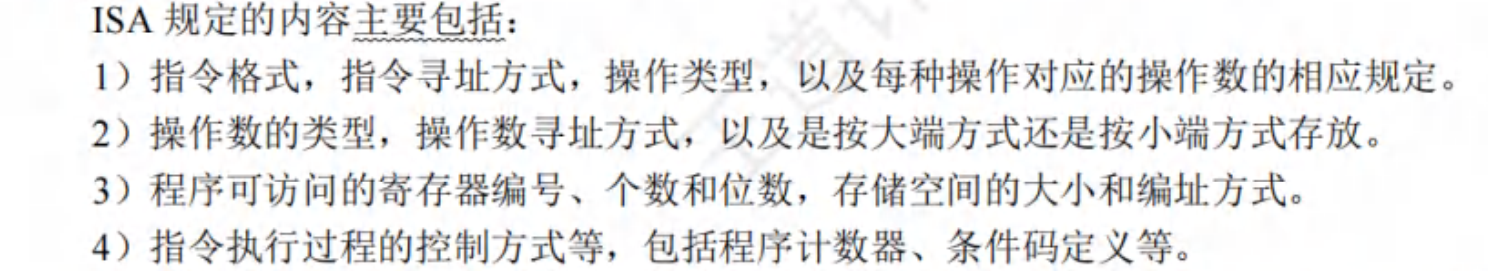 ISA 规定的内容主要包括：
1）指令格式，指令寻址方式，操作类型，以及每种操作对应的操作数的相应规定。
2）操作数的类型，操作数寻址方式，以及是按大端方式还是按小端方式存放。
3）程序可访问的寄存器编号、个数和位数，存储空间的大小和编址方式。
4）指令执行过程的控制方式等，包括程序计数器、条件码定义等。